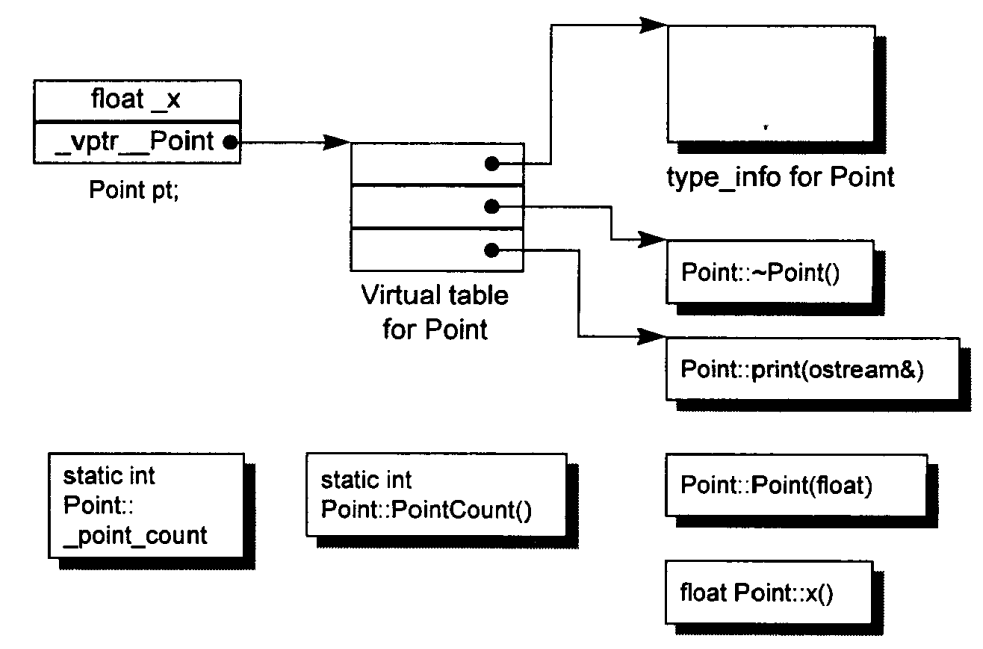 float _x
_vptr__Point
Point pt;
Virtual table
for Point
type_info for Point
Point::~Point()
Point::print(ostream&)
static int
Point::
_point_count
static int
Point::PointCount()
Point::Point(float)
float Point::x()